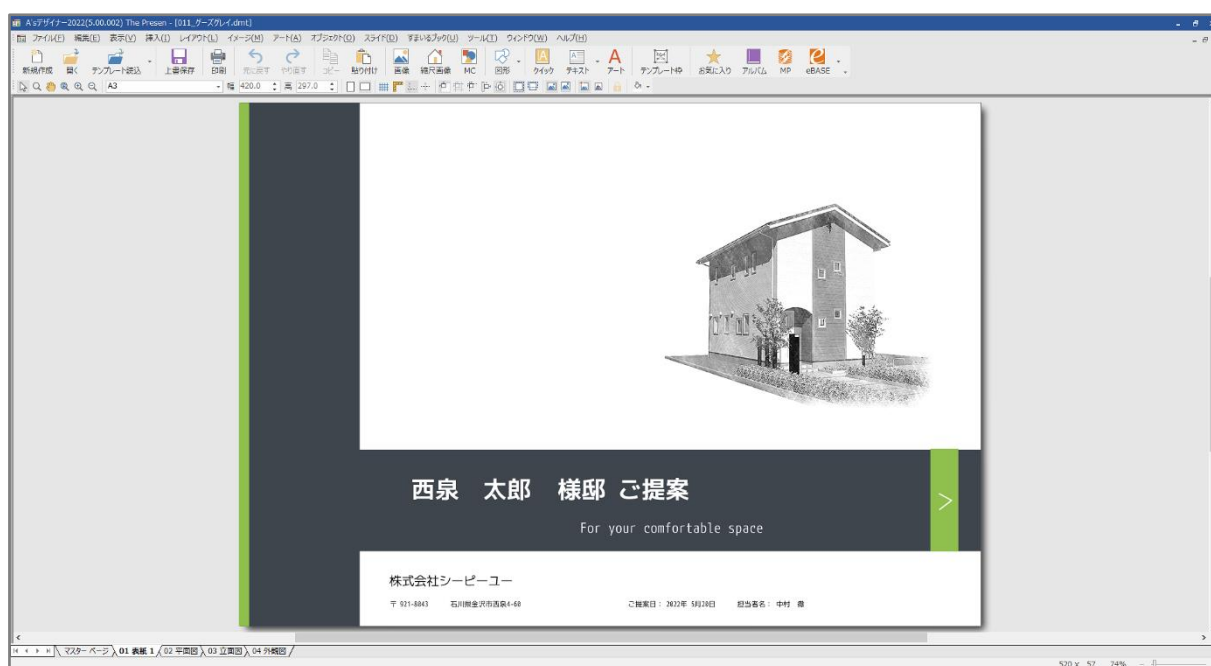 A'sデザイナー2022(5.00.002) The Presen - [011_グーズグレイ.dmt]
ファイル(F) 編集(E) 表示(V) 挿入(I) レイアウト(L) イメージ(M) アート(A) オブジェクト(O) スライド(D) すまいるブック(U) ツール(T) ウィンドウ(W) ヘルプ(H)
新規作成 開く テンプレート読込 上書保存 印刷 元に戻す やり直す コピー 貼り付け 画像 縮尺画像 MC 図形 クイック テキスト アート テンプレート枠 お気に入り アルバム MP eBASE
A3 幅 420.0 高 297.0
西泉 太郎 様邸 ご提案
For your comfortable space
>
株式会社シーピーユー
〒 921-8043 石川県金沢市西泉4-60 ご提案日: 2022年 5月20日 担当者名: 中村 徹
マスター ページ 01 表紙 1 02 平面図 03 立面図 04 外観図
520 x 57 74%